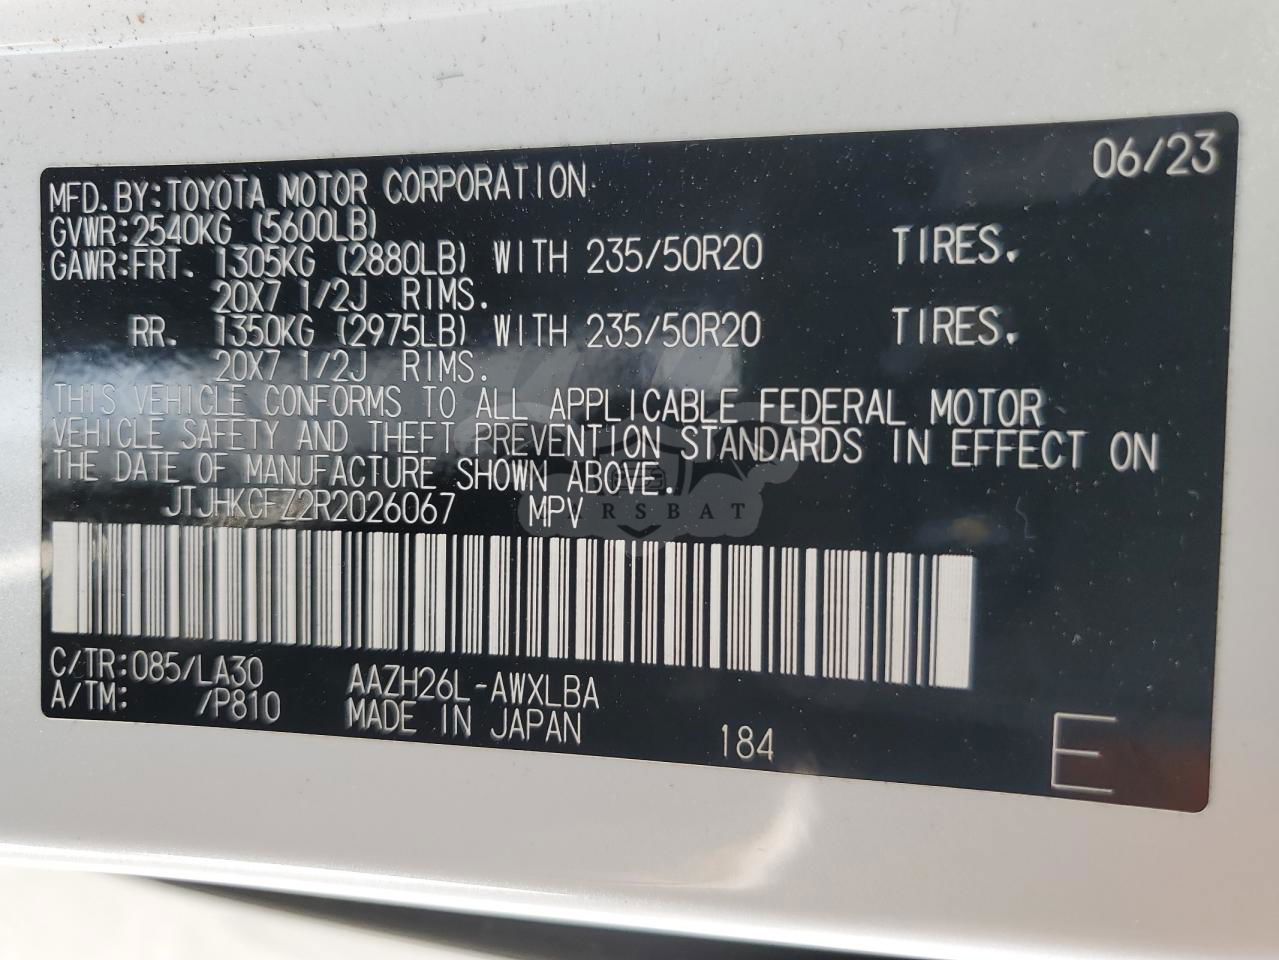 06/23
MFD. BY: TOYOTA MOTOR CORPORATION
GVWR: 2540KG (5600LB)
GAWR: FRT. 1305KG (2880LB) WITH 235/50R20 TIRES.
20X7 1/2J RIMS.
RR. 1350KG (2975LB) WITH 235/50R20 TIRES.
20X7 1/2J RIMS.
THIS VEHICLE CONFORMS TO ALL APPLICABLE FEDERAL MOTOR
VEHICLE SAFETY AND THEFT PREVENTION STANDARDS IN EFFECT ON
THE DATE OF MANUFACTURE SHOWN ABOVE.
JTJHKCFZ2R2026067 MPV
C/TR: 085/LA30 AAZH26L-AWXLBA
A/TM: /P810 MADE IN JAPAN
184
E